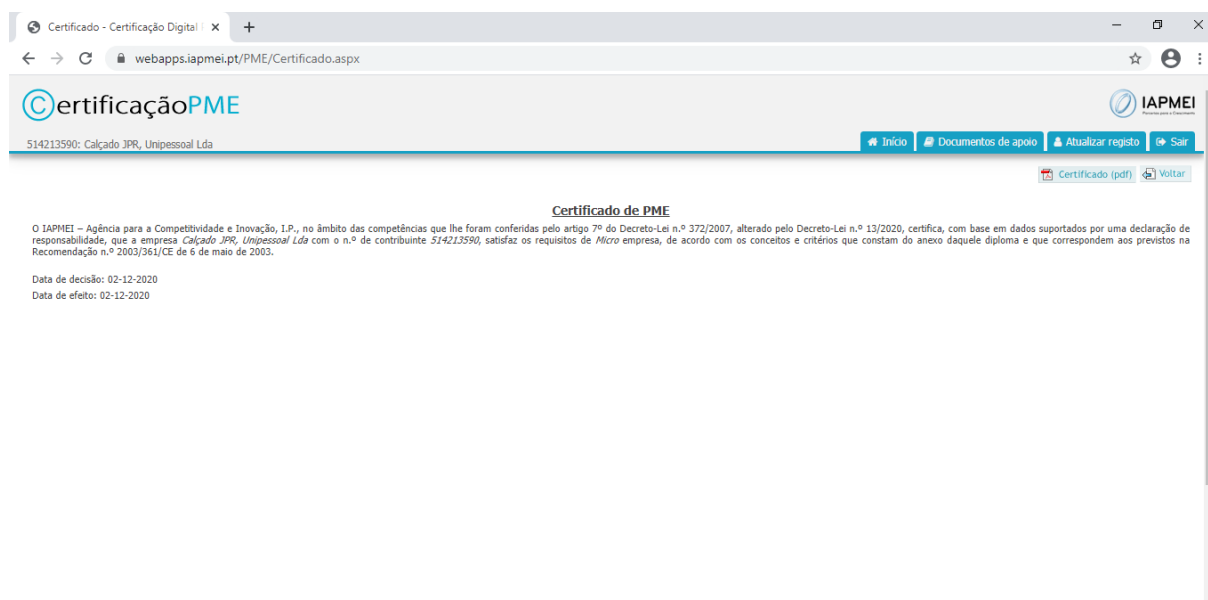 Certificado - Certificação Digital
webapps.iapmei.pt/PME/Certificado.aspx
CertificaçãoPME
IAPMEI
514213590: Calçado JPR, Unipessoal Lda
Início Documentos de apoio Atualizar registo Sair
Certificado (pdf) Voltar
Certificado de PME
O IAPMEI – Agência para a Competitividade e Inovação, I.P., no âmbito das competências que lhe foram conferidas pelo artigo 7º do Decreto-Lei n.º 372/2007, alterado pelo Decreto-Lei n.º 13/2020, certifica, com base em dados suportados por uma declaração de
responsabilidade, que a empresa Calçado JPR, Unipessoal Lda com o n.º de contribuinte 514213590, satisfaz os requisitos de Micro empresa, de acordo com os conceitos e critérios que constam do anexo daquele diploma e que correspondem aos previstos na
Recomendação n.º 2003/361/CE de 6 de maio de 2003.
Data de decisão: 02-12-2020
Data de efeito: 02-12-2020